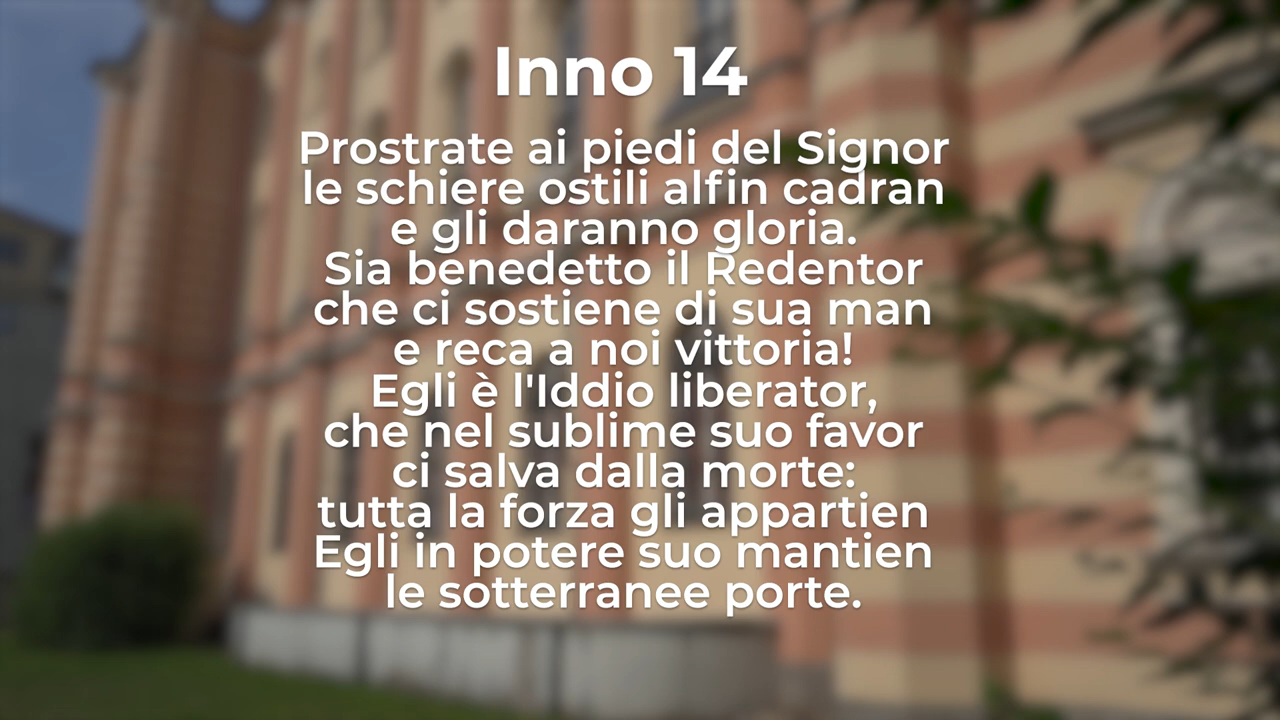 Inno 14
Prostrate ai piedi del Signor
le schiere ostili alfin cadran
e gli daranno gloria.
Sia benedetto il Redentor
che ci sostiene di sua man
e reca a noi vittoria!
Egli è l'Iddio liberator,
che nel sublime suo favor
ci salva dalla morte:
tutta la forza gli appartien
Egli in potere suo mantien
le sotterranee porte.